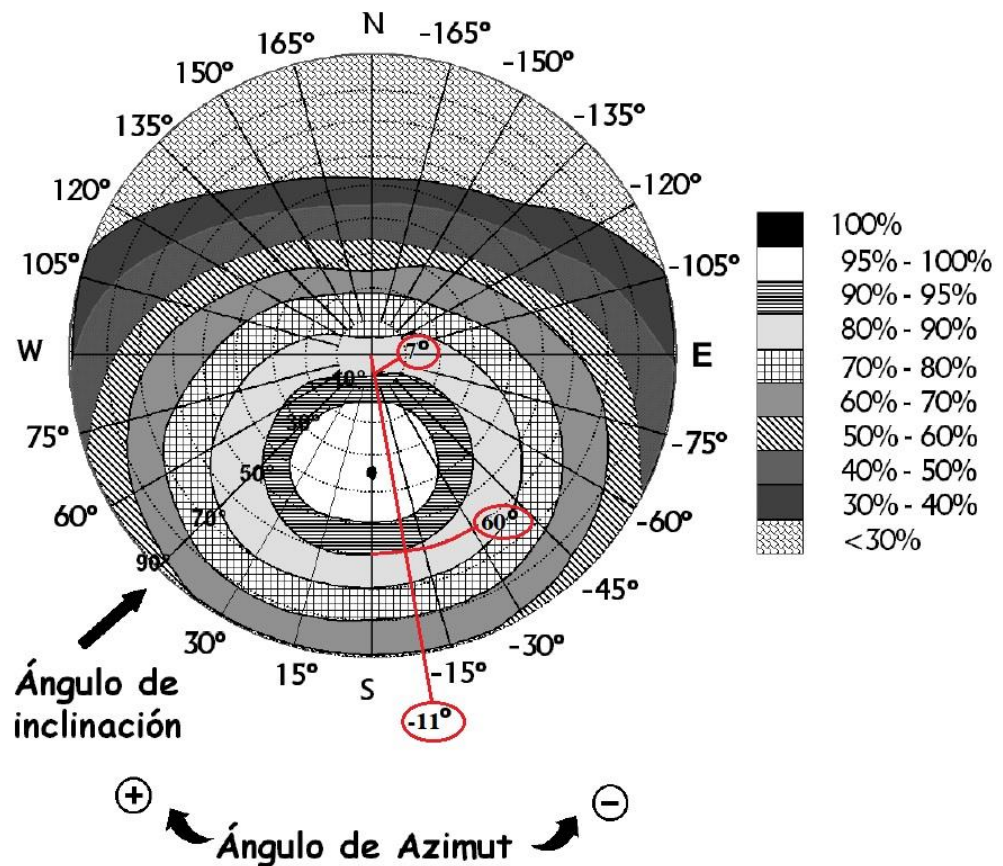 N
165°
-165°
150°
-150°
135°
-135°
120°
-120°
105°
-105°
W
E
7°
10°
30°
50°
60°
70°
90°
75°
-75°
60°
-60°
-45°
30°
-30°
15°
-15°
S
-11°
100%
95% - 100%
90% - 95%
80% - 90%
70% - 80%
60% - 70%
50% - 60%
40% - 50%
30% - 40%
<30%
Ángulo de
inclinación
+
Ángulo de Azimut
−